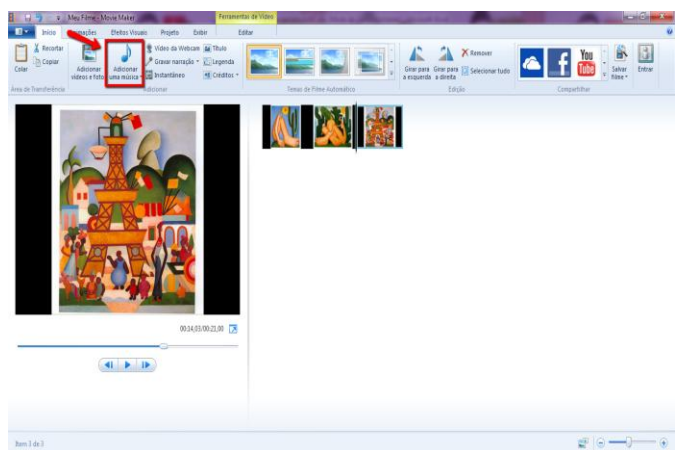 Meu Filme - Movie Maker
Ferramentas de Vídeo
Início Animações Efeitos Visuais Projeto Exibir Editar
Colar
Recortar
Copiar
Área de Transferência
Adicionar
vídeos e fotos
Adicionar
uma música
Vídeo da Webcam
Gravar narração
Instantâneo
Título
Legenda
Créditos
Adicionar
Temas de Filme Automático
Girar para
a esquerda
Girar para
a direita
Remover
Selecionar tudo
Edição
f
You
Tube
Compartilhar
Salvar
filme
Entrar
00:14,03/00:21,00
Item 3 de 3